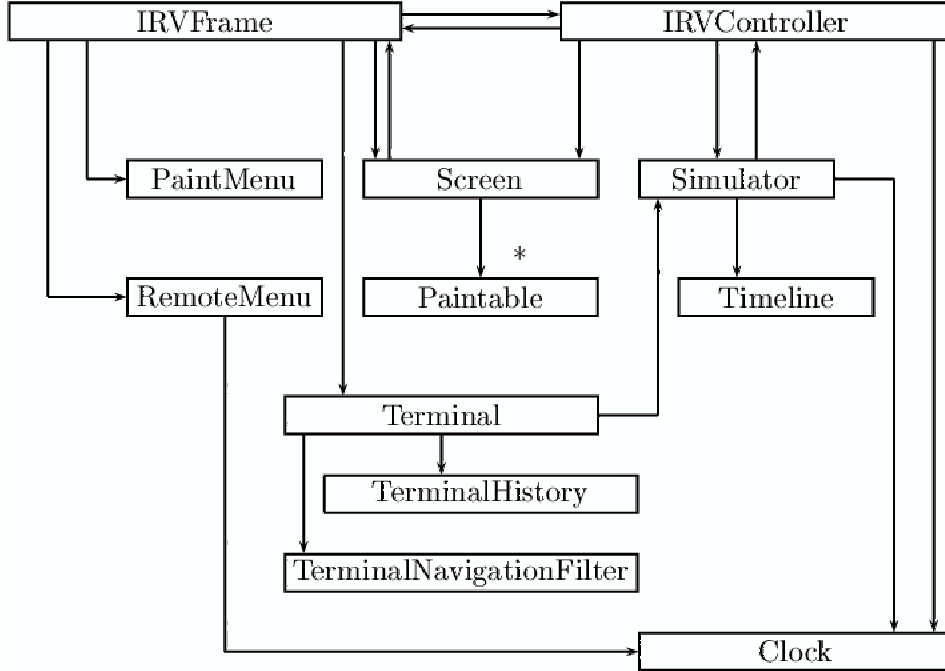 IRVFrame
IRVController
PaintMenu
Screen
Simulator
*
RemoteMenu
Paintable
Timeline
Terminal
TerminalHistory
TerminalNavigationFilter
Clock